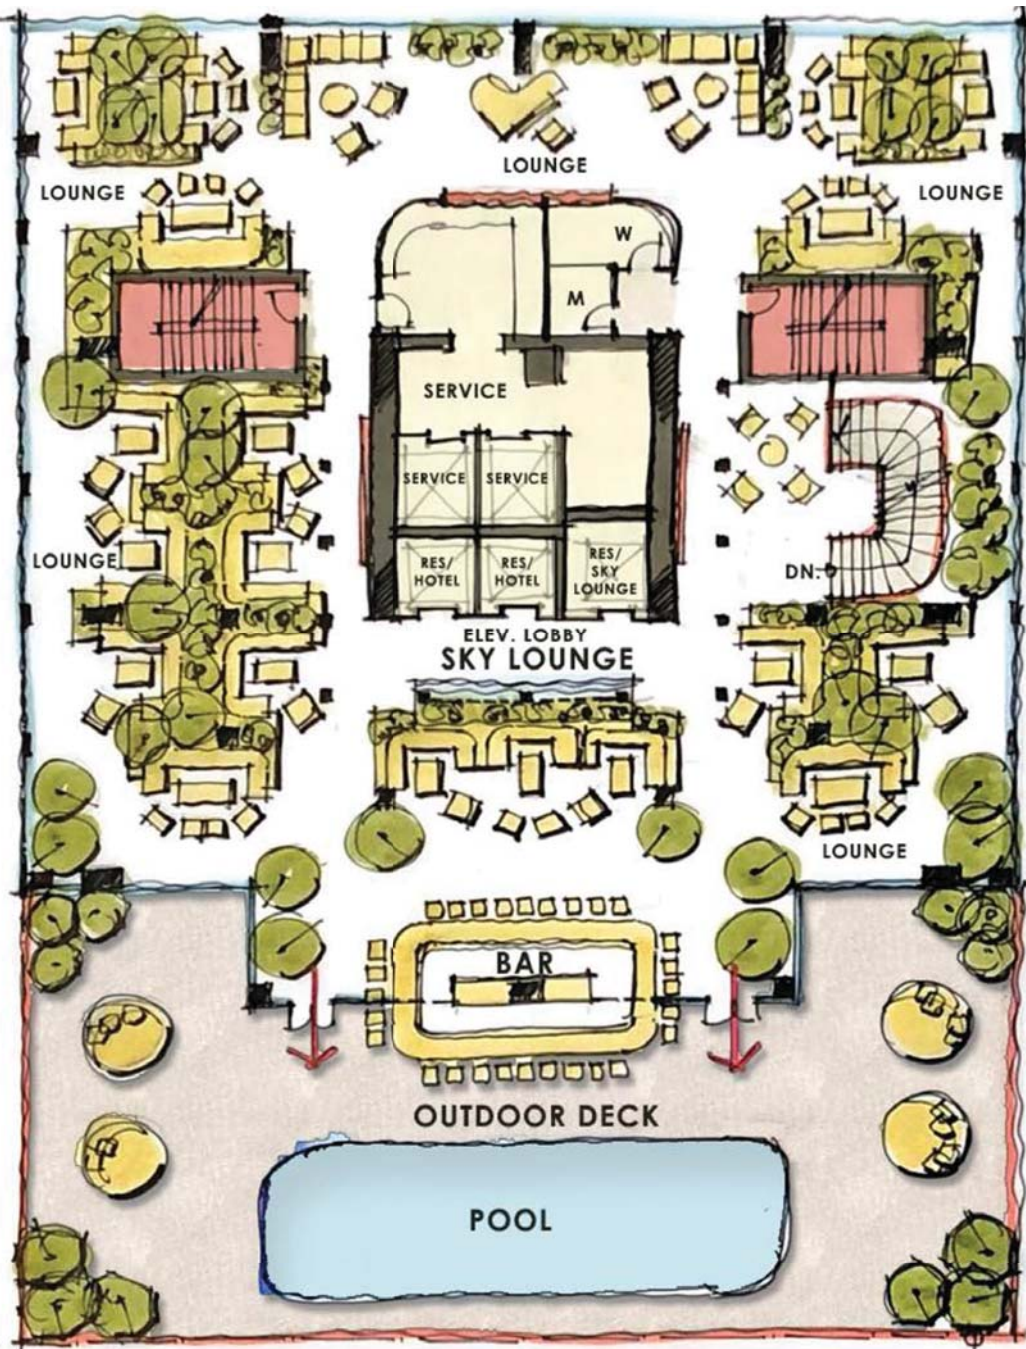 LOUNGE
LOUNGE
LOUNGE
W
M
SERVICE
SERVICE
SERVICE
LOUNGE
RES/
HOTEL
RES/
HOTEL
RES/
SKY
LOUNGE
DN.
ELEV. LOBBY
SKY LOUNGE
LOUNGE
BAR
OUTDOOR DECK
POOL